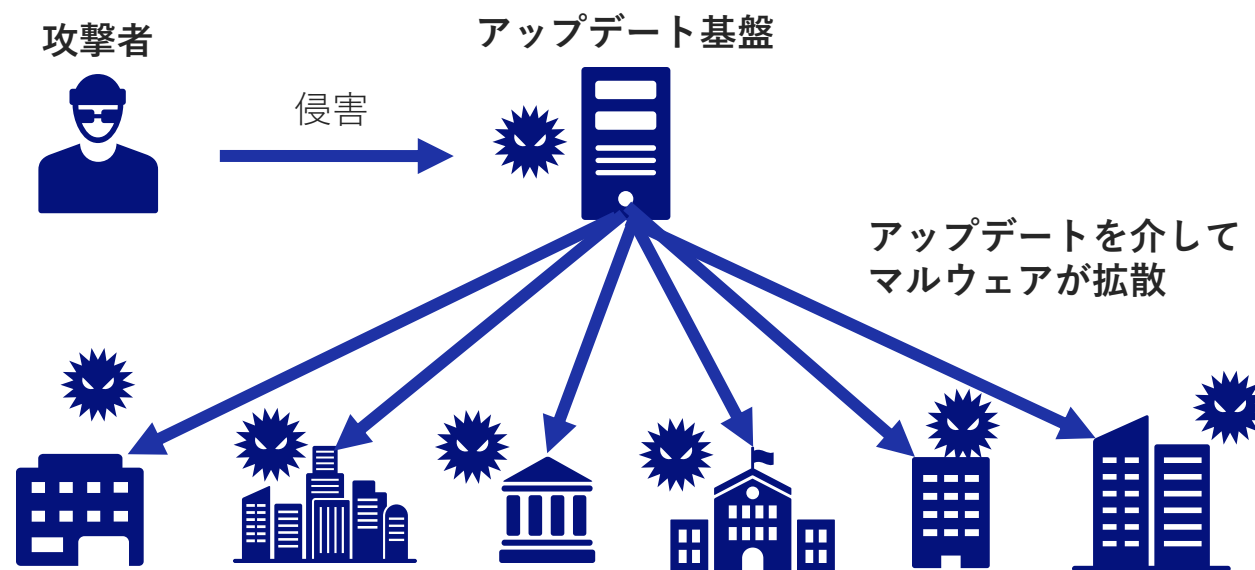 攻撃者
アップデート基盤
侵害
アップデートを介して
マルウェアが拡散